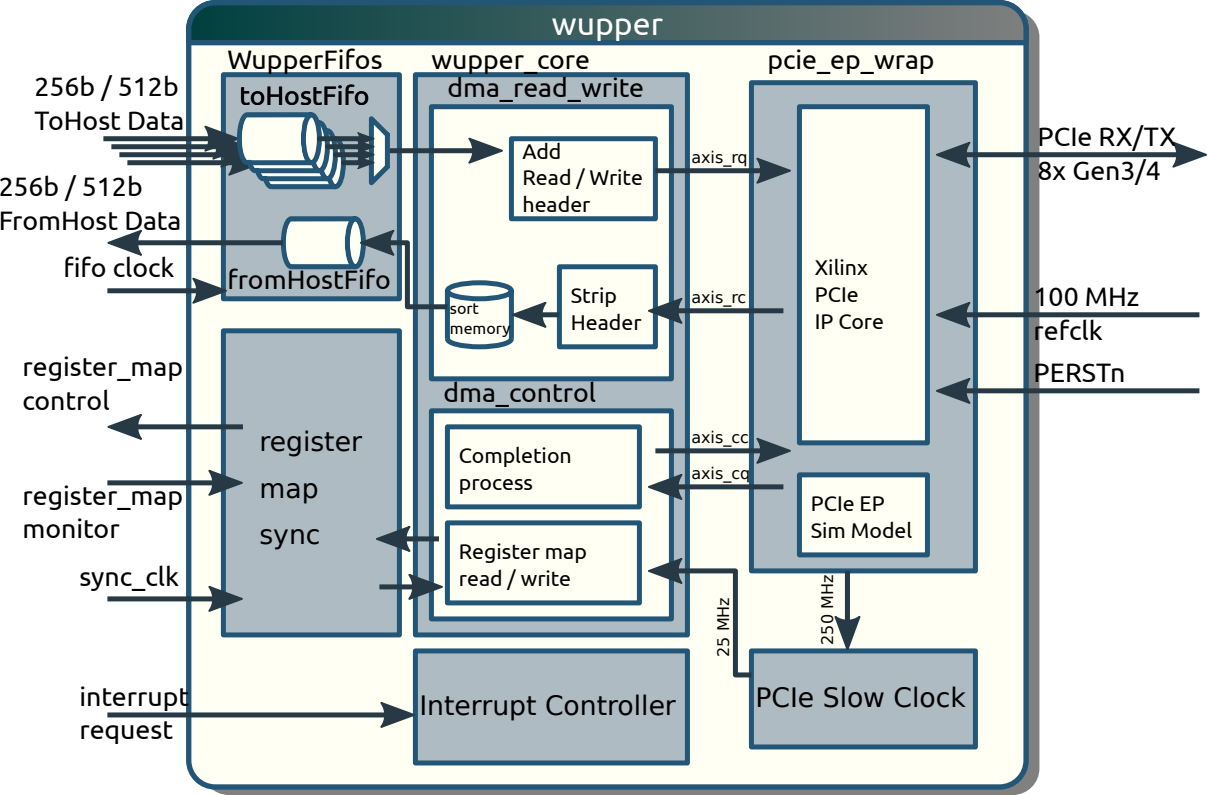 wupper
WupperFifos
wupper_core
pcie_ep_wrap
256b / 512b
ToHost Data
toHostFifo
dma_read_write
Add
Read / Write
header
axis_rq
PCIe RX/TX
8x Gen3/4
256b / 512b
FromHost Data
fifo clock
fromHostFifo
sort
memory
Strip
Header
axis_rc
Xilinx
PCIe
IP Core
100 MHz
refclk
PERSTn
register_map
control
register_map
monitor
sync_clk
register
map
sync
dma_control
Completion
process
axis_cc
axis_cq
Register map
read / write
PCIe EP
Sim Model
25 MHz
250 MHz
interrupt
request
Interrupt Controller
PCIe Slow Clock